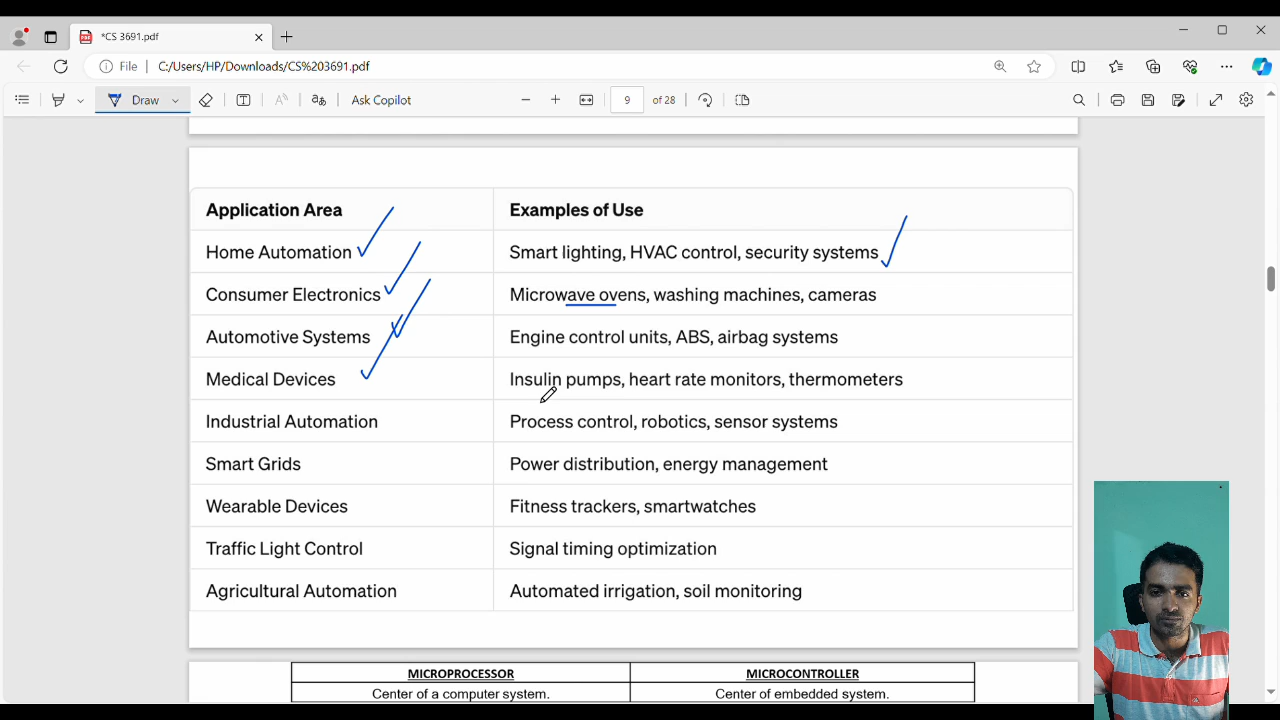 *CS 3691.pdf
File C:/Users/HP/Downloads/CS%203691.pdf
Draw Ask Copilot 9 of 28
Application Area Examples of Use
Home Automation Smart lighting, HVAC control, security systems
Consumer Electronics Microwave ovens, washing machines, cameras
Automotive Systems Engine control units, ABS, airbag systems
Medical Devices Insulin pumps, heart rate monitors, thermometers
Industrial Automation Process control, robotics, sensor systems
Smart Grids Power distribution, energy management
Wearable Devices Fitness trackers, smartwatches
Traffic Light Control Signal timing optimization
Agricultural Automation Automated irrigation, soil monitoring
MICROPROCESSOR MICROCONTROLLER
Center of a computer system. Center of embedded system.